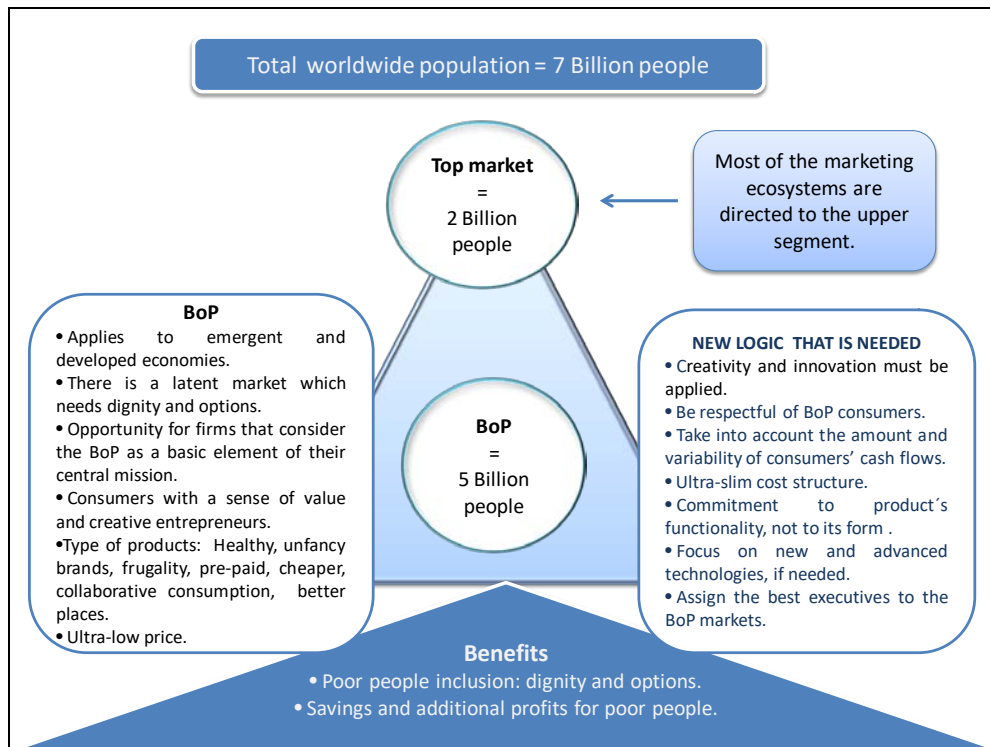 Total worldwide population = 7 Billion people
Top market
=
2 Billion
people
Most of the marketing
ecosystems are
directed to the upper
segment.
BoP
• Applies to emergent and
developed economies.
• There is a latent market which
needs dignity and options.
• Opportunity for firms that consider
the BoP as a basic element of their
central mission.
• Consumers with a sense of value
and creative entrepreneurs.
•Type of products: Healthy, unfancy
brands, frugality, pre-paid, cheaper,
collaborative consumption, better
places.
• Ultra-low price.
BoP
=
5 Billion
people
NEW LOGIC THAT IS NEEDED
• Creativity and innovation must be
applied.
• Be respectful of BoP consumers.
• Take into account the amount and
variability of consumers’ cash flows.
• Ultra-slim cost structure.
• Commitment to product´s
functionality, not to its form .
• Focus on new and advanced
technologies, if needed.
• Assign the best executives to the
BoP markets.
Benefits
• Poor people inclusion: dignity and options.
• Savings and additional profits for poor people.